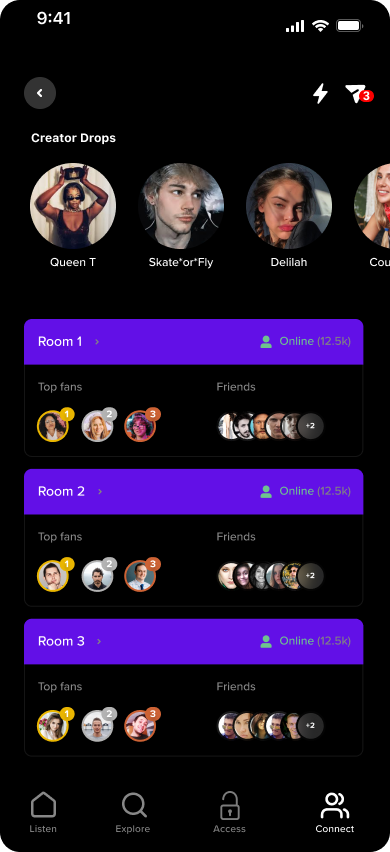 9:41
3
Creator Drops
Queen T
Skate*or*Fly
Delilah
Cou
Room 1 >
Online (12.5k)
Top fans
Friends
1
2
3
+2
Room 2 >
Online (12.5k)
Top fans
Friends
1
2
3
+2
Room 3 >
Online (12.5k)
Top fans
Friends
1
2
3
+2
Listen
Explore
Access
Connect